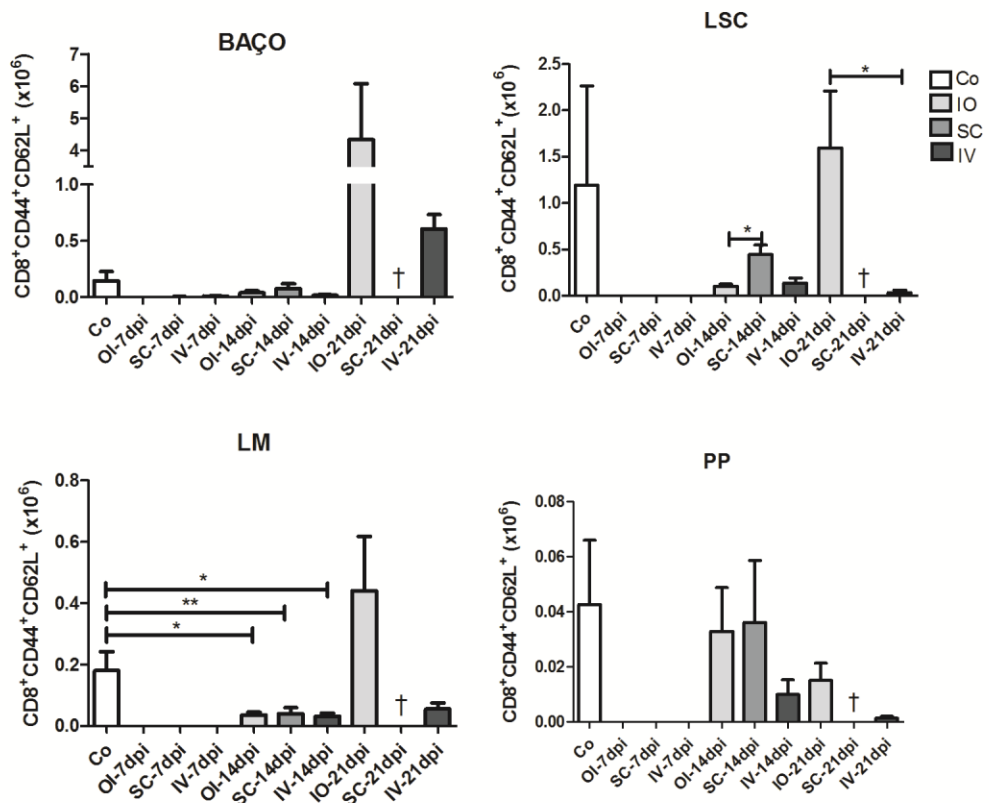 BAÇO
CD8⁺CD44⁺CD62L⁺ (x10⁶)
6
5
4
1.0
0.5
0.0
†
Co
OI-7dpi
SC-7dpi
IV-7dpi
OI-14dpi
SC-14dpi
IV-14dpi
IO-21dpi
SC-21dpi
IV-21dpi
LSC
CD8⁺CD44⁺CD62L⁺ (x10⁶)
2.5
2.0
1.5
1.0
0.5
0.0
*
*
†
Co
OI-7dpi
SC-7dpi
IV-7dpi
OI-14dpi
SC-14dpi
IV-14dpi
IO-21dpi
SC-21dpi
IV-21dpi
Co
IO
SC
IV
LM
CD8⁺CD44⁺CD62L⁺ (x10⁶)
0.8
0.6
0.4
0.2
0.0
*
**
*
†
Co
OI-7dpi
SC-7dpi
IV-7dpi
OI-14dpi
SC-14dpi
IV-14dpi
IO-21dpi
SC-21dpi
IV-21dpi
PP
CD8⁺CD44⁺CD62L⁺ (x10⁶)
0.08
0.06
0.04
0.02
0.00
†
Co
OI-7dpi
SC-7dpi
IV-7dpi
OI-14dpi
SC-14dpi
IV-14dpi
IO-21dpi
SC-21dpi
IV-21dpi